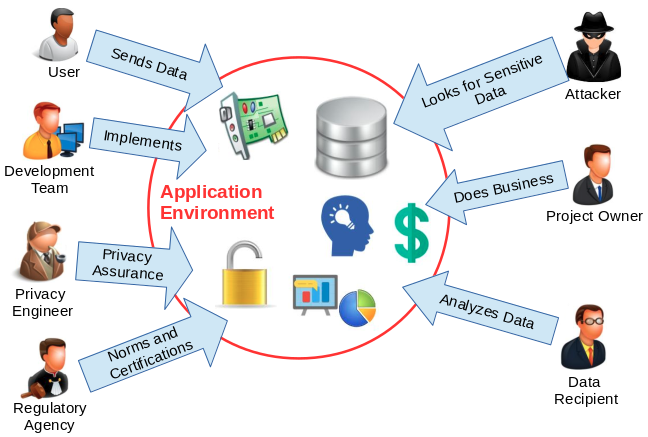 User
Sends Data
Development
Team
Implements
Privacy
Engineer
Privacy
Assurance
Regulatory
Agency
Norms and
Certifications
Application
Environment
Looks for Sensitive
Data
Attacker
Does Business
Project Owner
Analyzes Data
Data
Recipient